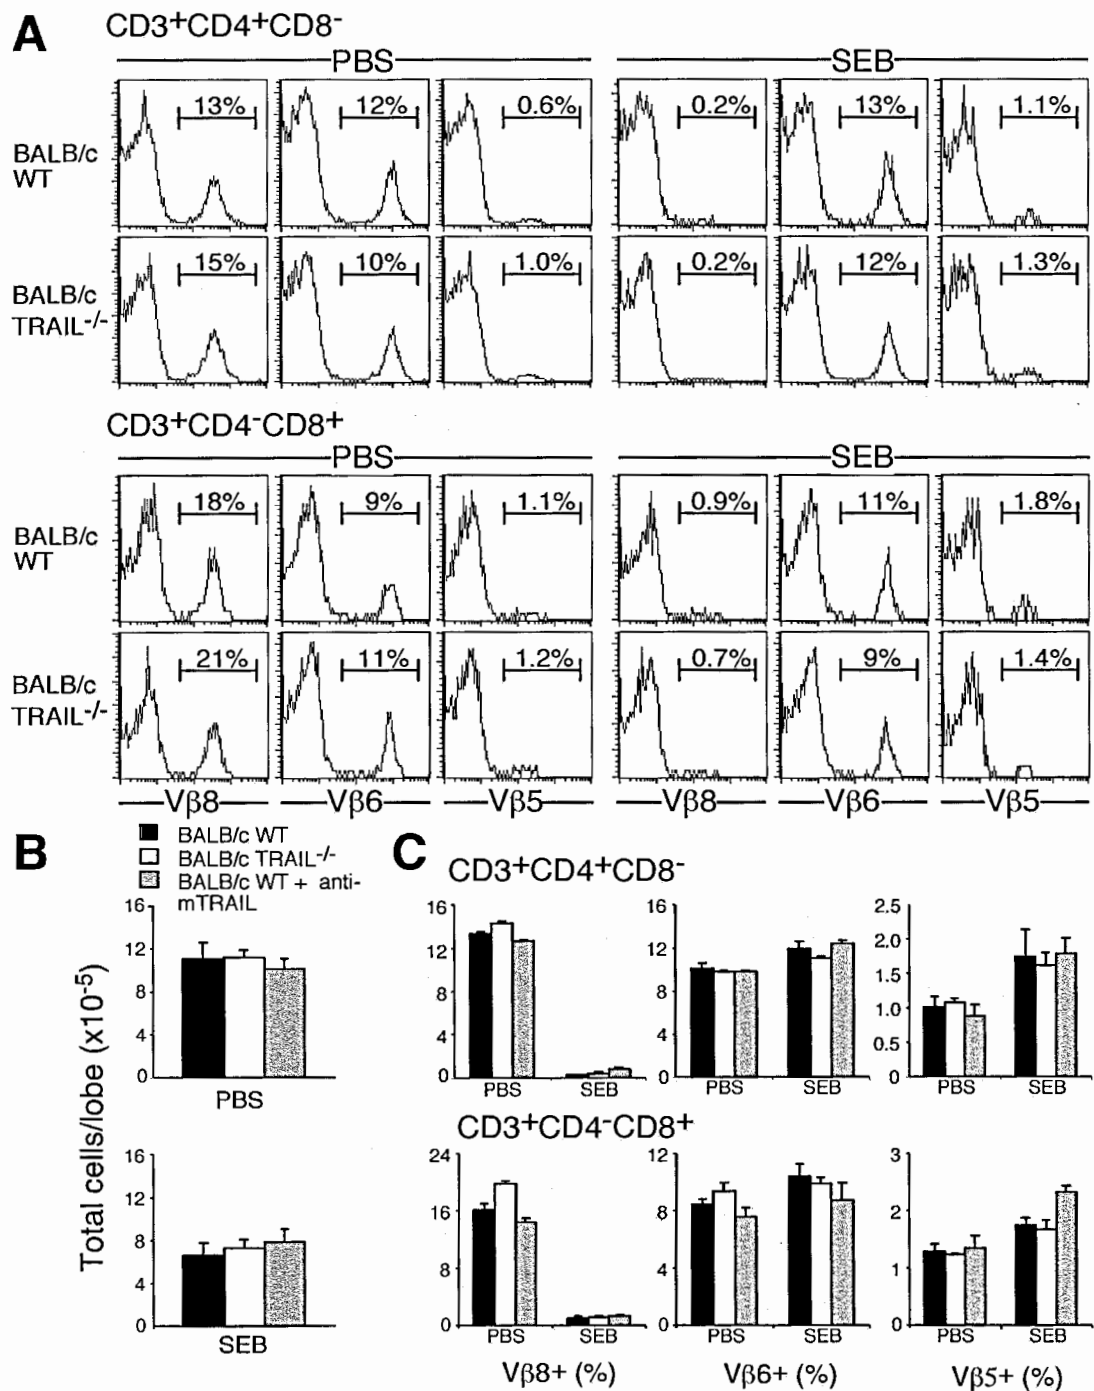 A
CD3+CD4+CD8-
PBS SEB
BALB/c WT
13% 12% 0.6% 0.2% 13% 1.1%
BALB/c TRAIL-/-
15% 10% 1.0% 0.2% 12% 1.3%
CD3+CD4-CD8+
PBS SEB
BALB/c WT
18% 9% 1.1% 0.9% 11% 1.8%
BALB/c TRAIL-/-
21% 11% 1.2% 0.7% 9% 1.4%
Vβ8 Vβ6 Vβ5 Vβ8 Vβ6 Vβ5
B
BALB/c WT
BALB/c TRAIL-/-
BALB/c WT + anti-
mTRAIL
Total cells/lobe (x10-5)
16
12
8
4
0
PBS
16
12
8
4
0
SEB
C
CD3+CD4+CD8-
16
12
8
4
0
PBS SEB
16
12
8
4
0
PBS SEB
2.5
2.0
1.5
1.0
0.5
0
PBS SEB
CD3+CD4-CD8+
24
16
8
0
PBS SEB
Vβ8+ (%)
12
8
4
0
PBS SEB
Vβ6+ (%)
3
2
1
0
PBS SEB
Vβ5+ (%)